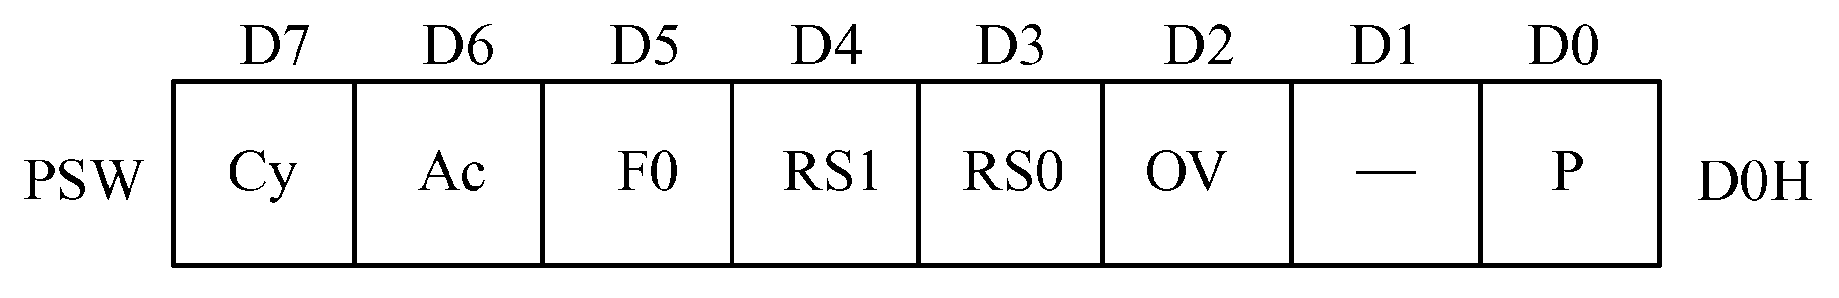 D7 D6 D5 D4 D3 D2 D1 D0
PSW Cy Ac F0 RS1 RS0 OV — P D0H